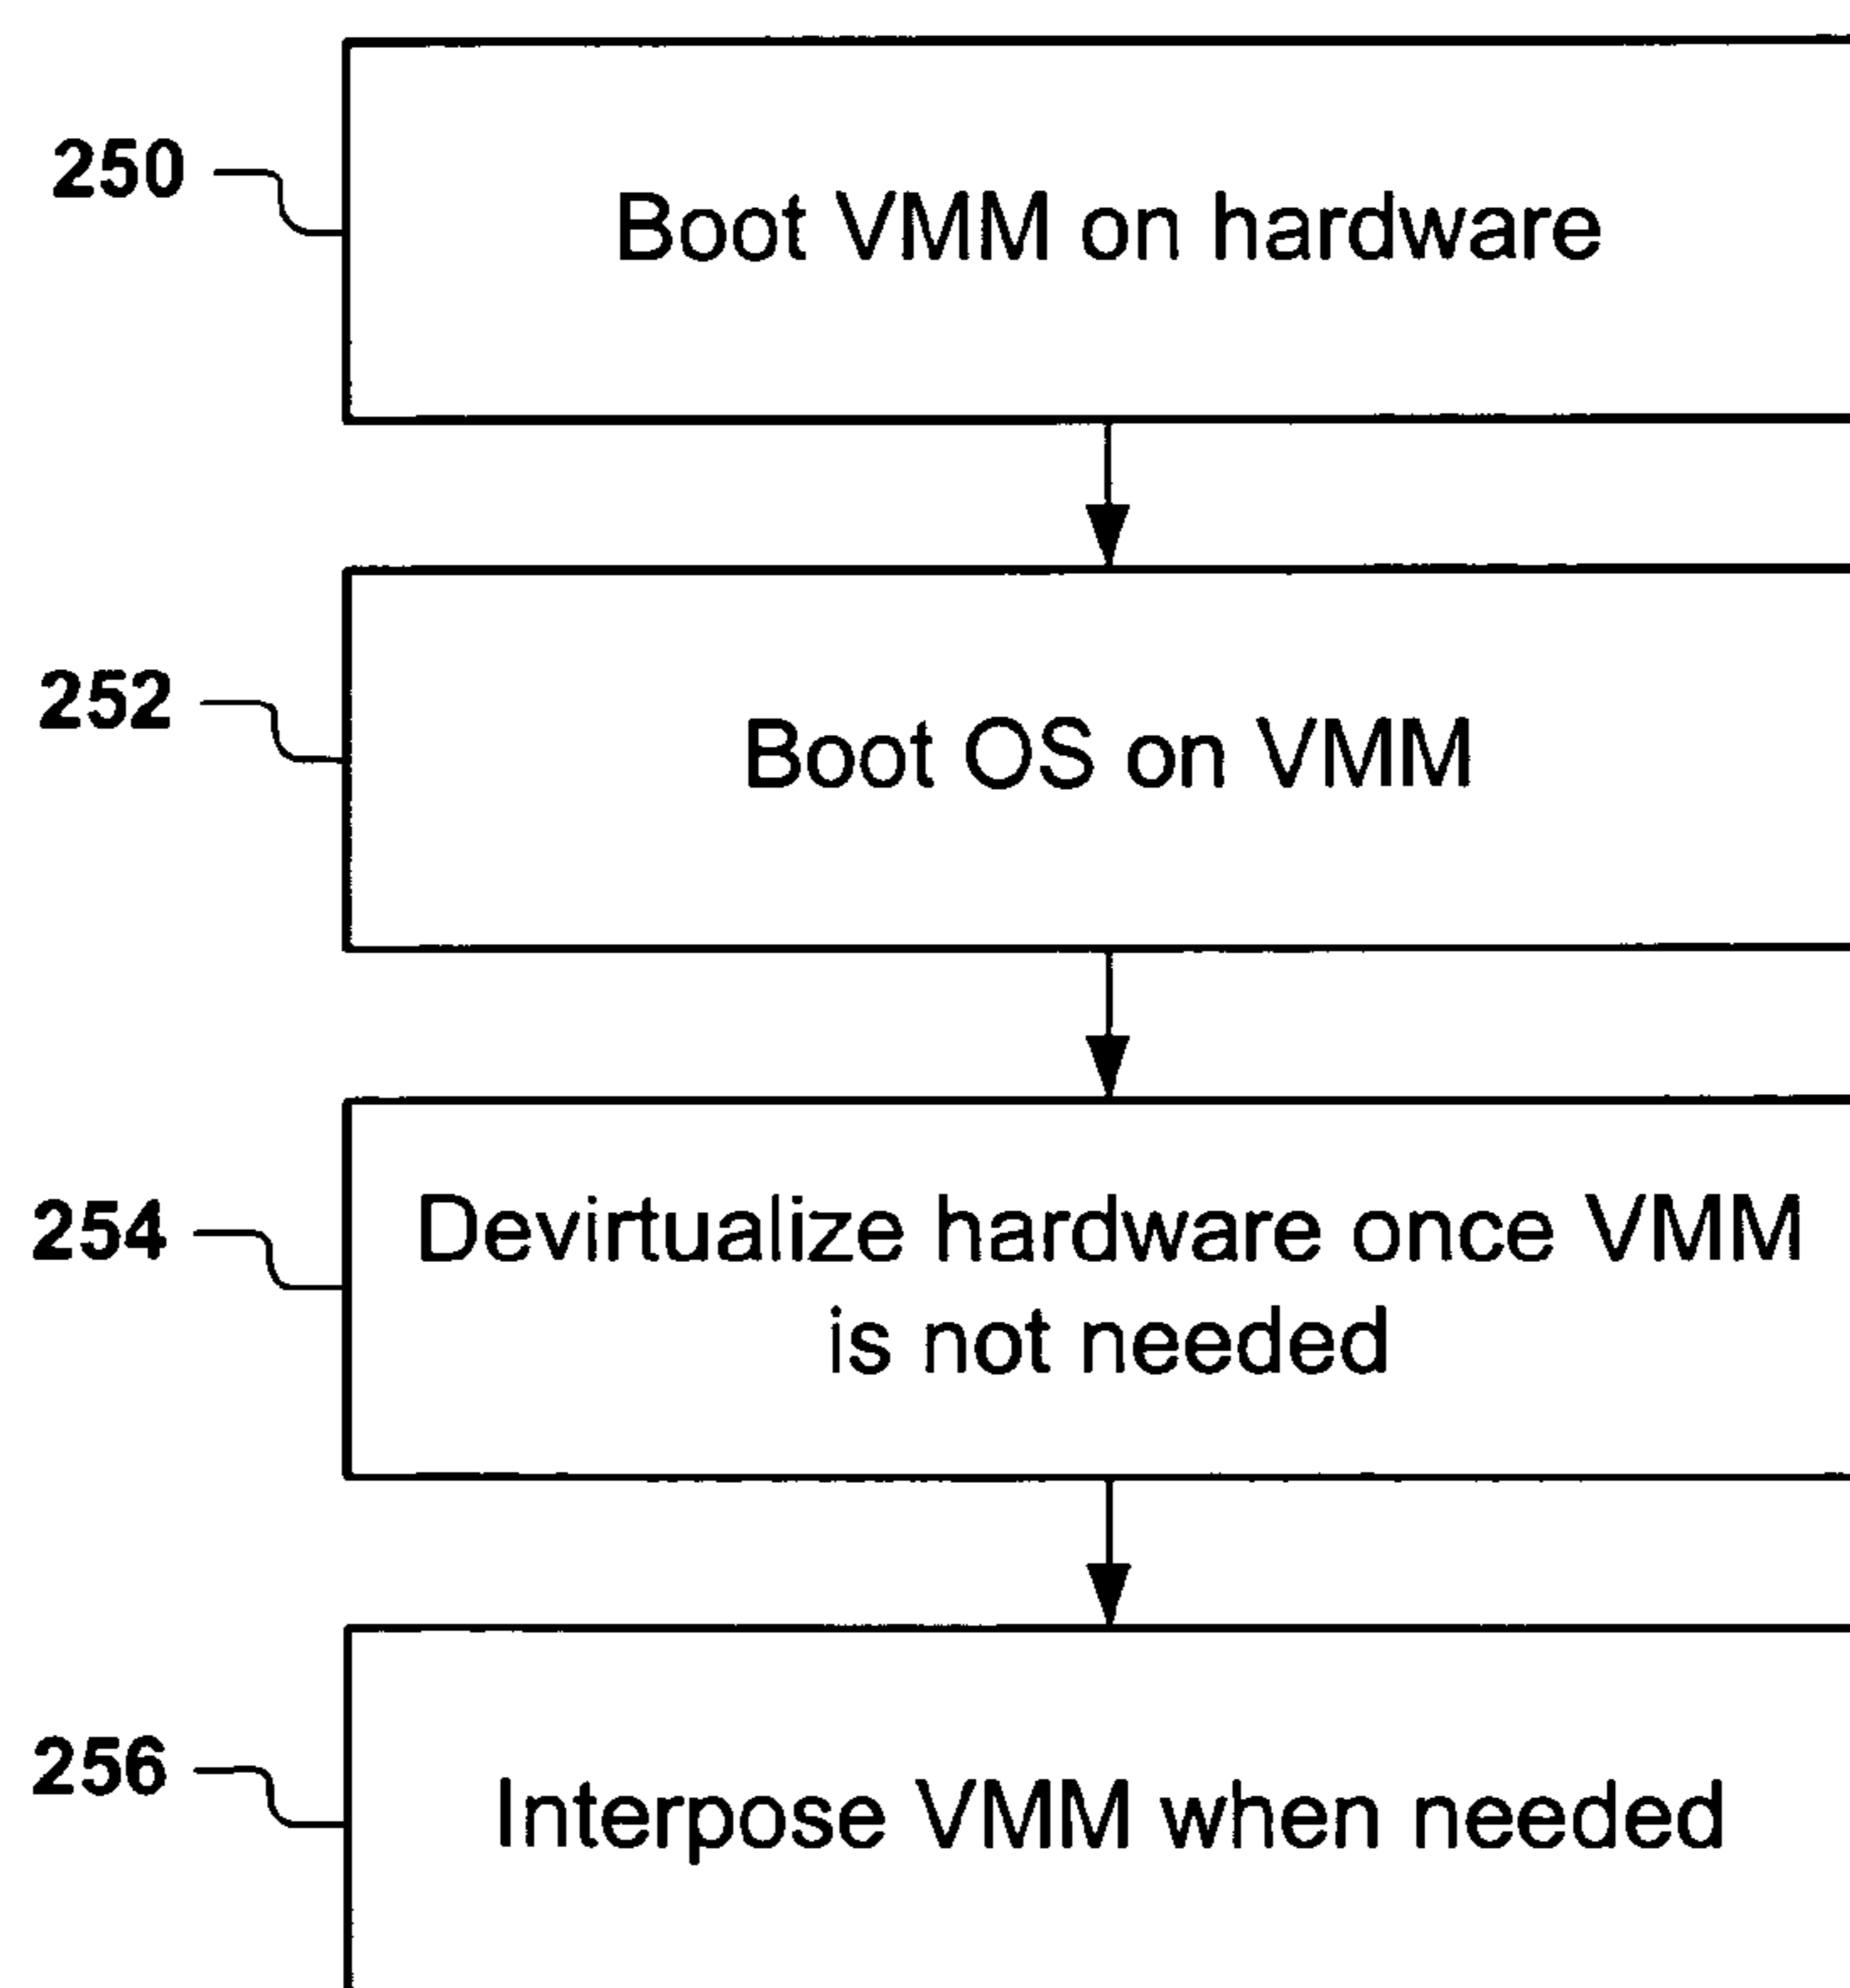 250
Boot VMM on hardware
252
Boot OS on VMM
254
Devirtualize hardware once VMM
is not needed
256
Interpose VMM when needed